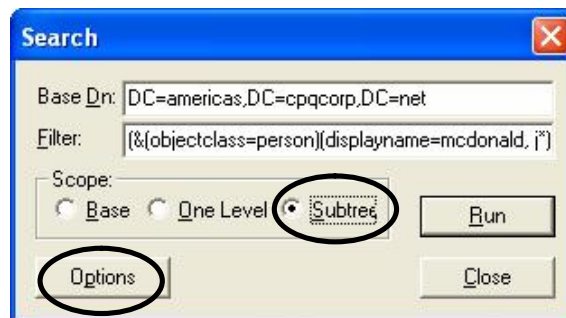 Search
Base Dn: DC=americas,DC=cpqcorp,DC=net
Filter: (&(objectclass=person)(displayname=mcdonald, j*)
Scope:
Base One Level Subtree
Run
Options
Close